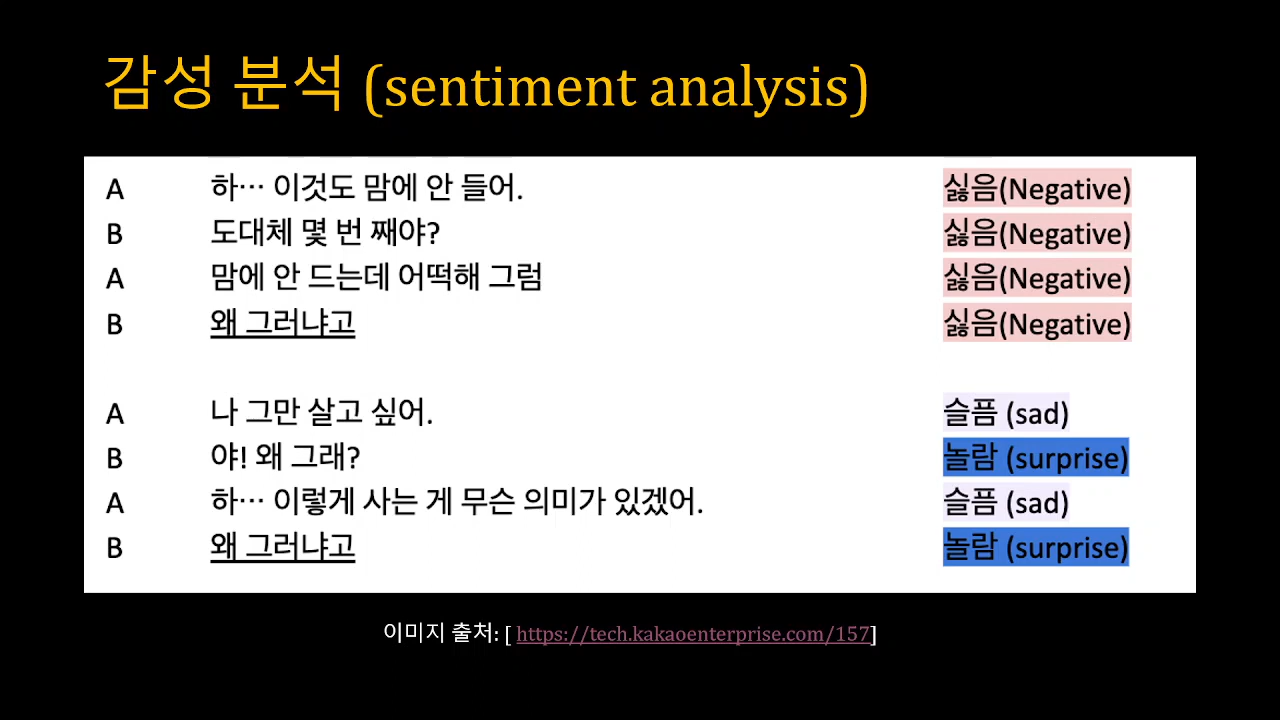 감성 분석 (sentiment analysis)
A 하… 이것도 맘에 안 들어. 싫음(Negative)
B 도대체 몇 번 째야? 싫음(Negative)
A 맘에 안 드는데 어떡해 그럼 싫음(Negative)
B 왜 그러냐고 싫음(Negative)
A 나 그만 살고 싶어. 슬픔 (sad)
B 야! 왜 그래? 놀람 (surprise)
A 하… 이렇게 사는 게 무슨 의미가 있겠어. 슬픔 (sad)
B 왜 그러냐고 놀람 (surprise)
이미지 출처: [ https://tech.kakaoenterprise.com/157]